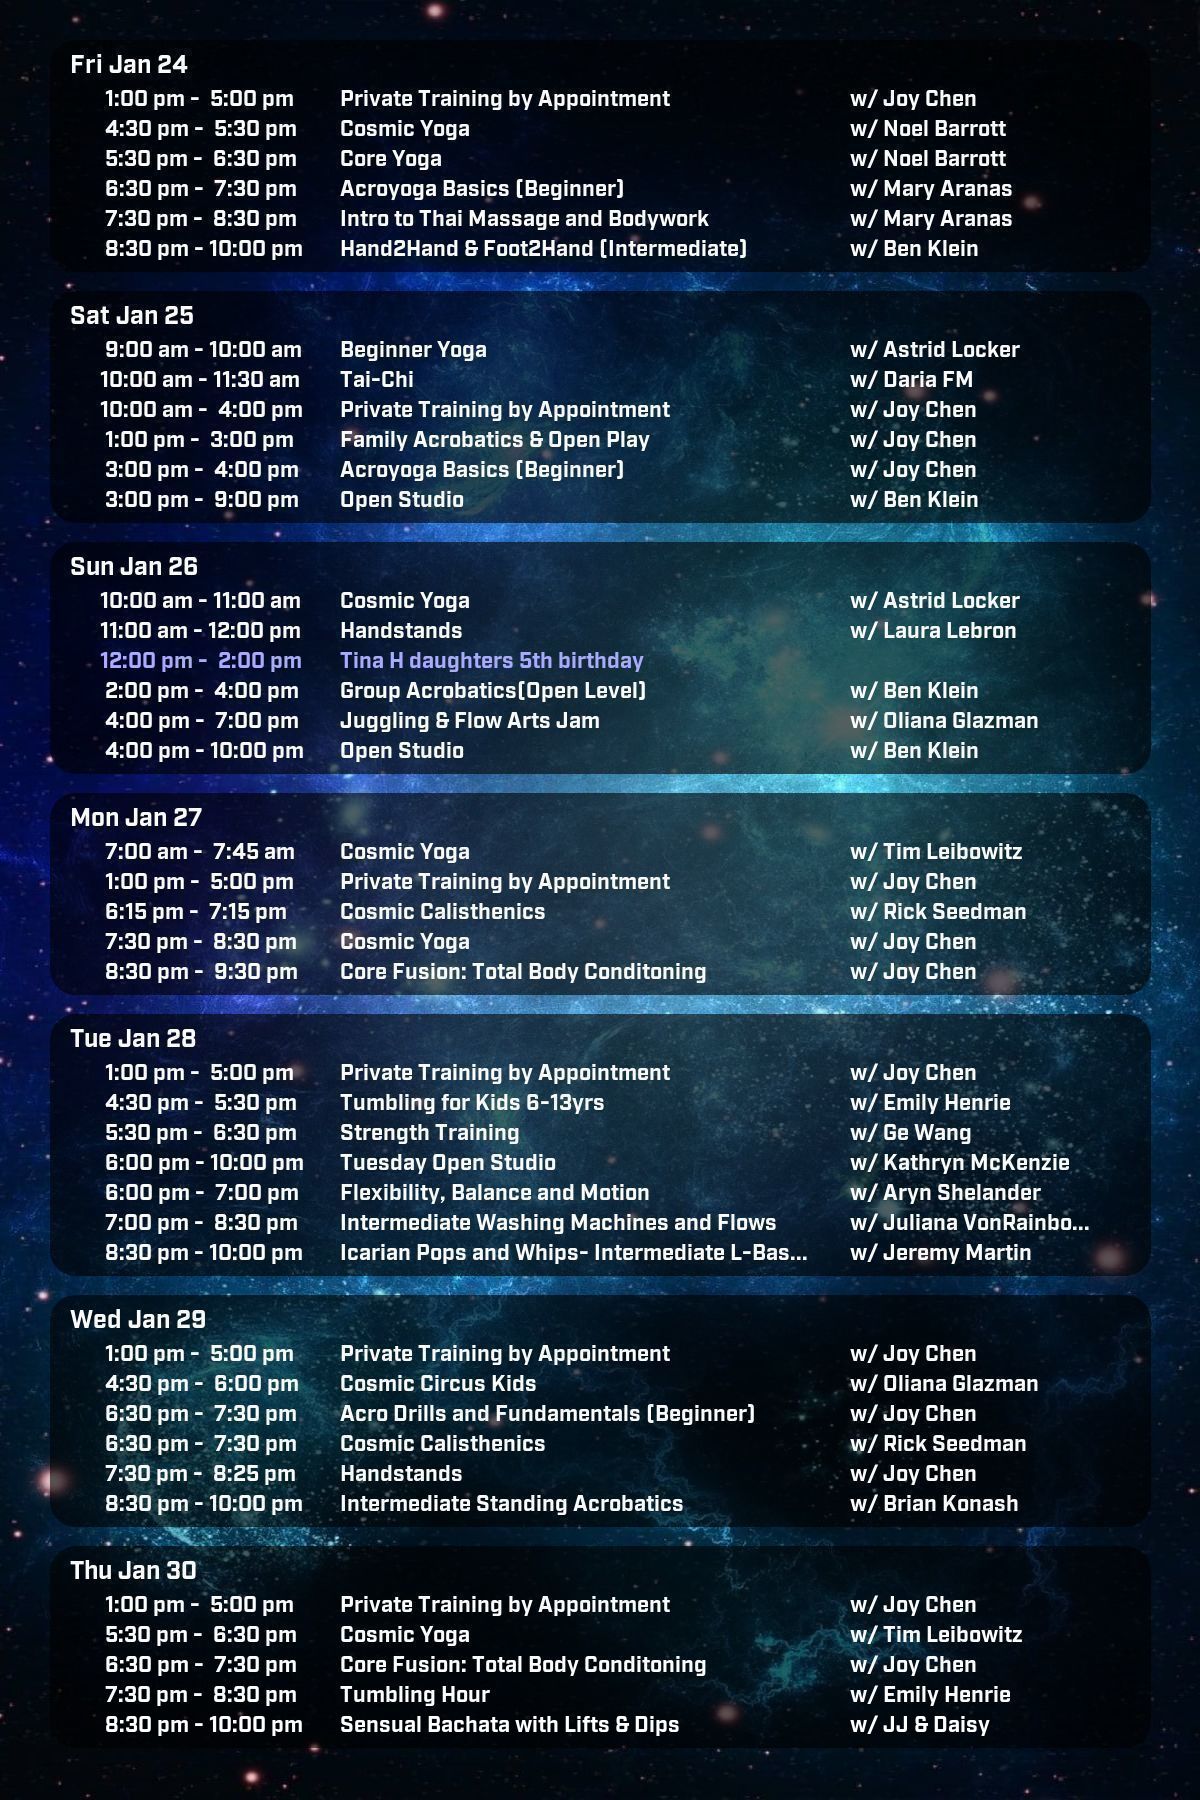 Fri Jan 24
1:00 pm - 5:00 pm Private Training by Appointment w/ Joy Chen
4:30 pm - 5:30 pm Cosmic Yoga w/ Noel Barrott
5:30 pm - 6:30 pm Core Yoga w/ Noel Barrott
6:30 pm - 7:30 pm Acroyoga Basics (Beginner) w/ Mary Aranas
7:30 pm - 8:30 pm Intro to Thai Massage and Bodywork w/ Mary Aranas
8:30 pm - 10:00 pm Hand2Hand & Foot2Hand (Intermediate) w/ Ben Klein
Sat Jan 25
9:00 am - 10:00 am Beginner Yoga w/ Astrid Locker
10:00 am - 11:30 am Tai-Chi w/ Daria FM
10:00 am - 4:00 pm Private Training by Appointment w/ Joy Chen
1:00 pm - 3:00 pm Family Acrobatics & Open Play w/ Joy Chen
3:00 pm - 4:00 pm Acroyoga Basics (Beginner) w/ Joy Chen
3:00 pm - 9:00 pm Open Studio w/ Ben Klein
Sun Jan 26
10:00 am - 11:00 am Cosmic Yoga w/ Astrid Locker
11:00 am - 12:00 pm Handstands w/ Laura Lebron
12:00 pm - 2:00 pm Tina H daughters 5th birthday
2:00 pm - 4:00 pm Group Acrobatics(Open Level) w/ Ben Klein
4:00 pm - 7:00 pm Juggling & Flow Arts Jam w/ Oliana Glazman
4:00 pm - 10:00 pm Open Studio w/ Ben Klein
Mon Jan 27
7:00 am - 7:45 am Cosmic Yoga w/ Tim Leibowitz
1:00 pm - 5:00 pm Private Training by Appointment w/ Joy Chen
6:15 pm - 7:15 pm Cosmic Calisthenics w/ Rick Seedman
7:30 pm - 8:30 pm Cosmic Yoga w/ Joy Chen
8:30 pm - 9:30 pm Core Fusion: Total Body Conditoning w/ Joy Chen
Tue Jan 28
1:00 pm - 5:00 pm Private Training by Appointment w/ Joy Chen
4:30 pm - 5:30 pm Tumbling for Kids 6-13yrs w/ Emily Henrie
5:30 pm - 6:30 pm Strength Training w/ Ge Wang
6:00 pm - 10:00 pm Tuesday Open Studio w/ Kathryn McKenzie
6:00 pm - 7:00 pm Flexibility, Balance and Motion w/ Aryn Shelander
7:00 pm - 8:30 pm Intermediate Washing Machines and Flows w/ Juliana VonRainbo...
8:30 pm - 10:00 pm Icarian Pops and Whips- Intermediate L-Bas... w/ Jeremy Martin
Wed Jan 29
1:00 pm - 5:00 pm Private Training by Appointment w/ Joy Chen
4:30 pm - 6:00 pm Cosmic Circus Kids w/ Oliana Glazman
6:30 pm - 7:30 pm Acro Drills and Fundamentals (Beginner) w/ Joy Chen
6:30 pm - 7:30 pm Cosmic Calisthenics w/ Rick Seedman
7:30 pm - 8:25 pm Handstands w/ Joy Chen
8:30 pm - 10:00 pm Intermediate Standing Acrobatics w/ Brian Konash
Thu Jan 30
1:00 pm - 5:00 pm Private Training by Appointment w/ Joy Chen
5:30 pm - 6:30 pm Cosmic Yoga w/ Tim Leibowitz
6:30 pm - 7:30 pm Core Fusion: Total Body Conditoning w/ Joy Chen
7:30 pm - 8:30 pm Tumbling Hour w/ Emily Henrie
8:30 pm - 10:00 pm Sensual Bachata with Lifts & Dips w/ JJ & Daisy